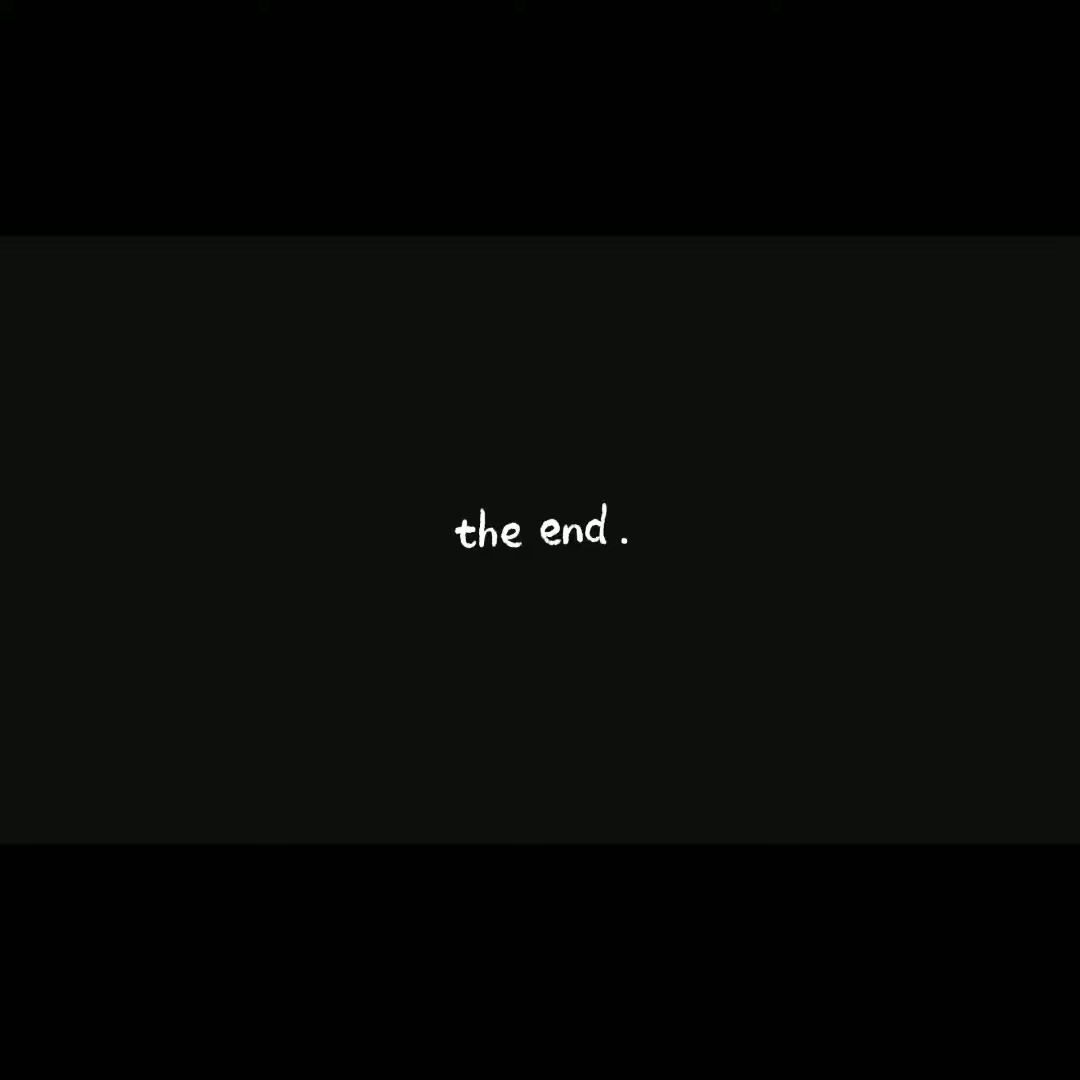 the end .